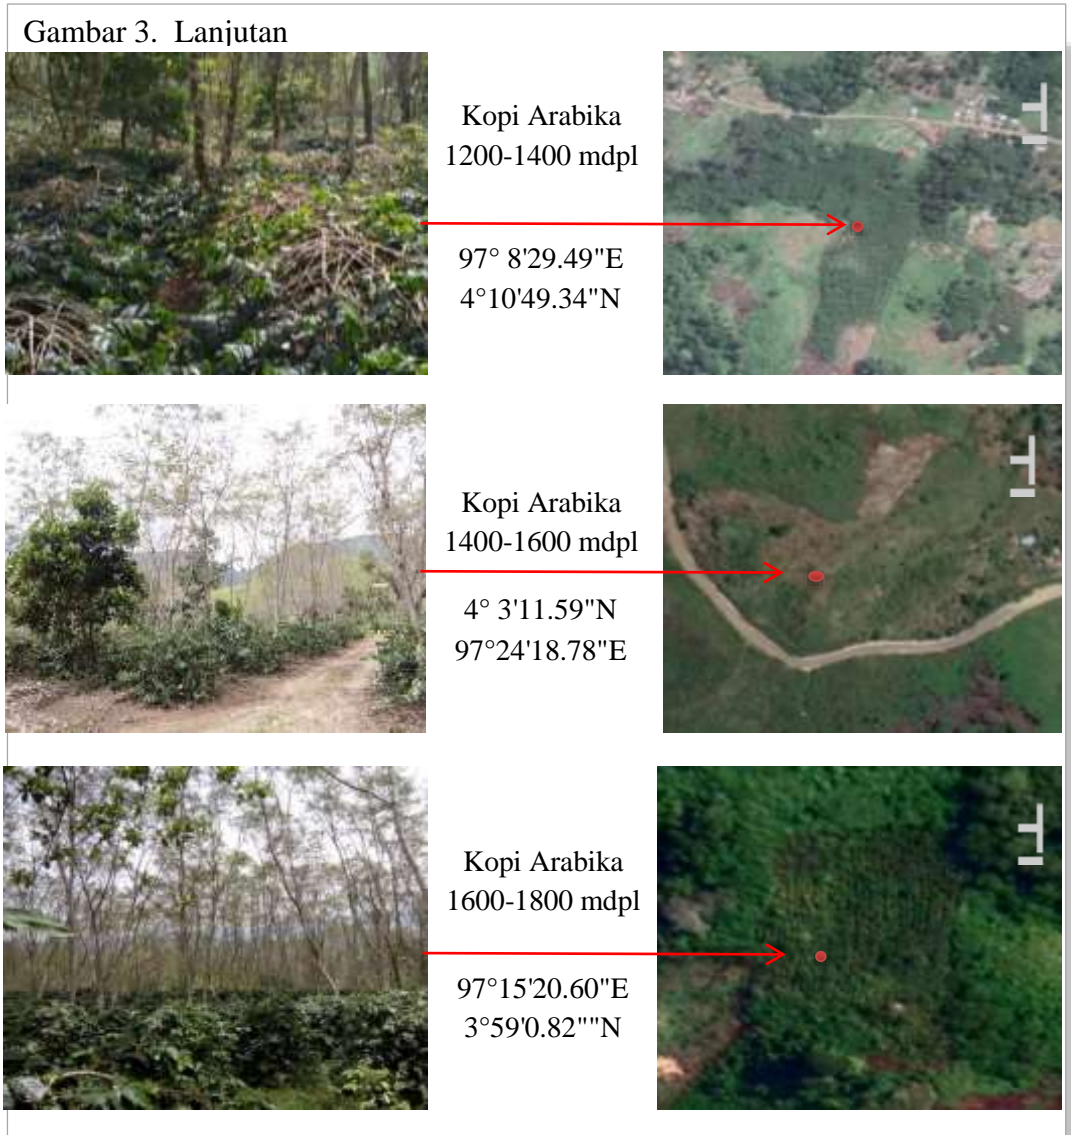 Gambar 3. Lanjutan
Kopi Arabika
1200-1400 mdpl
97° 8'29.49"E
4°10'49.34"N
Kopi Arabika
1400-1600 mdpl
4° 3'11.59"N
97°24'18.78"E
Kopi Arabika
1600-1800 mdpl
97°15'20.60"E
3°59'0.82""N